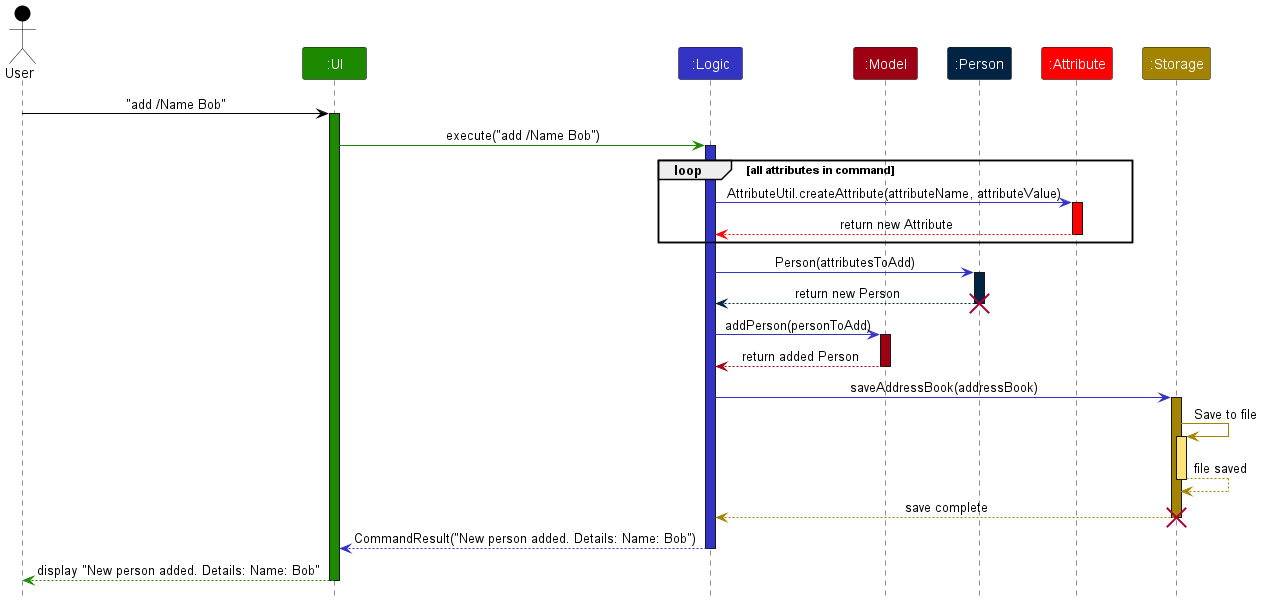 User
:UI
:Logic
:Model
:Person
:Attribute
:Storage
"add /Name Bob"
execute("add /Name Bob")
loop
[all attributes in command]
AttributeUtil.createAttribute(attributeName, attributeValue)
return new Attribute
Person(attributesToAdd)
return new Person
addPerson(personToAdd)
return added Person
saveAddressBook(addressBook)
Save to file
file saved
save complete
CommandResult("New person added. Details: Name: Bob")
display "New person added. Details: Name: Bob"